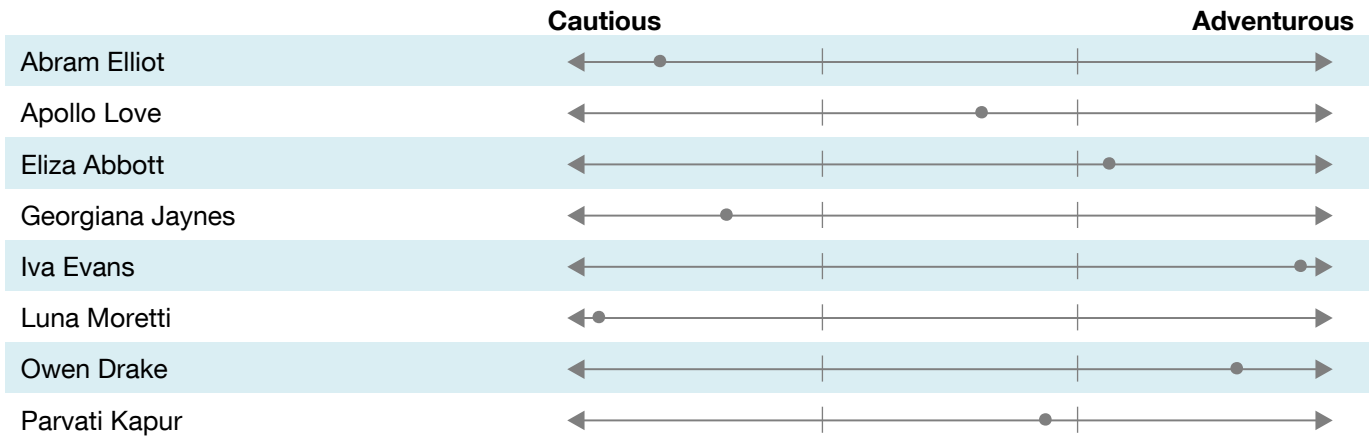 Cautious Adventurous
Abram Elliot
Apollo Love
Eliza Abbott
Georgiana Jaynes
Iva Evans
Luna Moretti
Owen Drake
Parvati Kapur